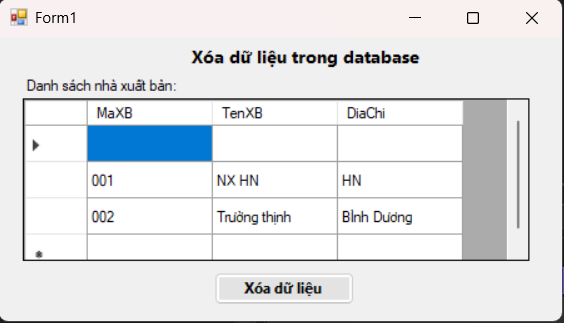 Form1
Xóa dữ liệu trong database
Danh sách nhà xuất bản:
MaXB TenXB DiaChi
001 NX HN HN
002 Trường thịnh BÌnh Dương
Xóa dữ liệu